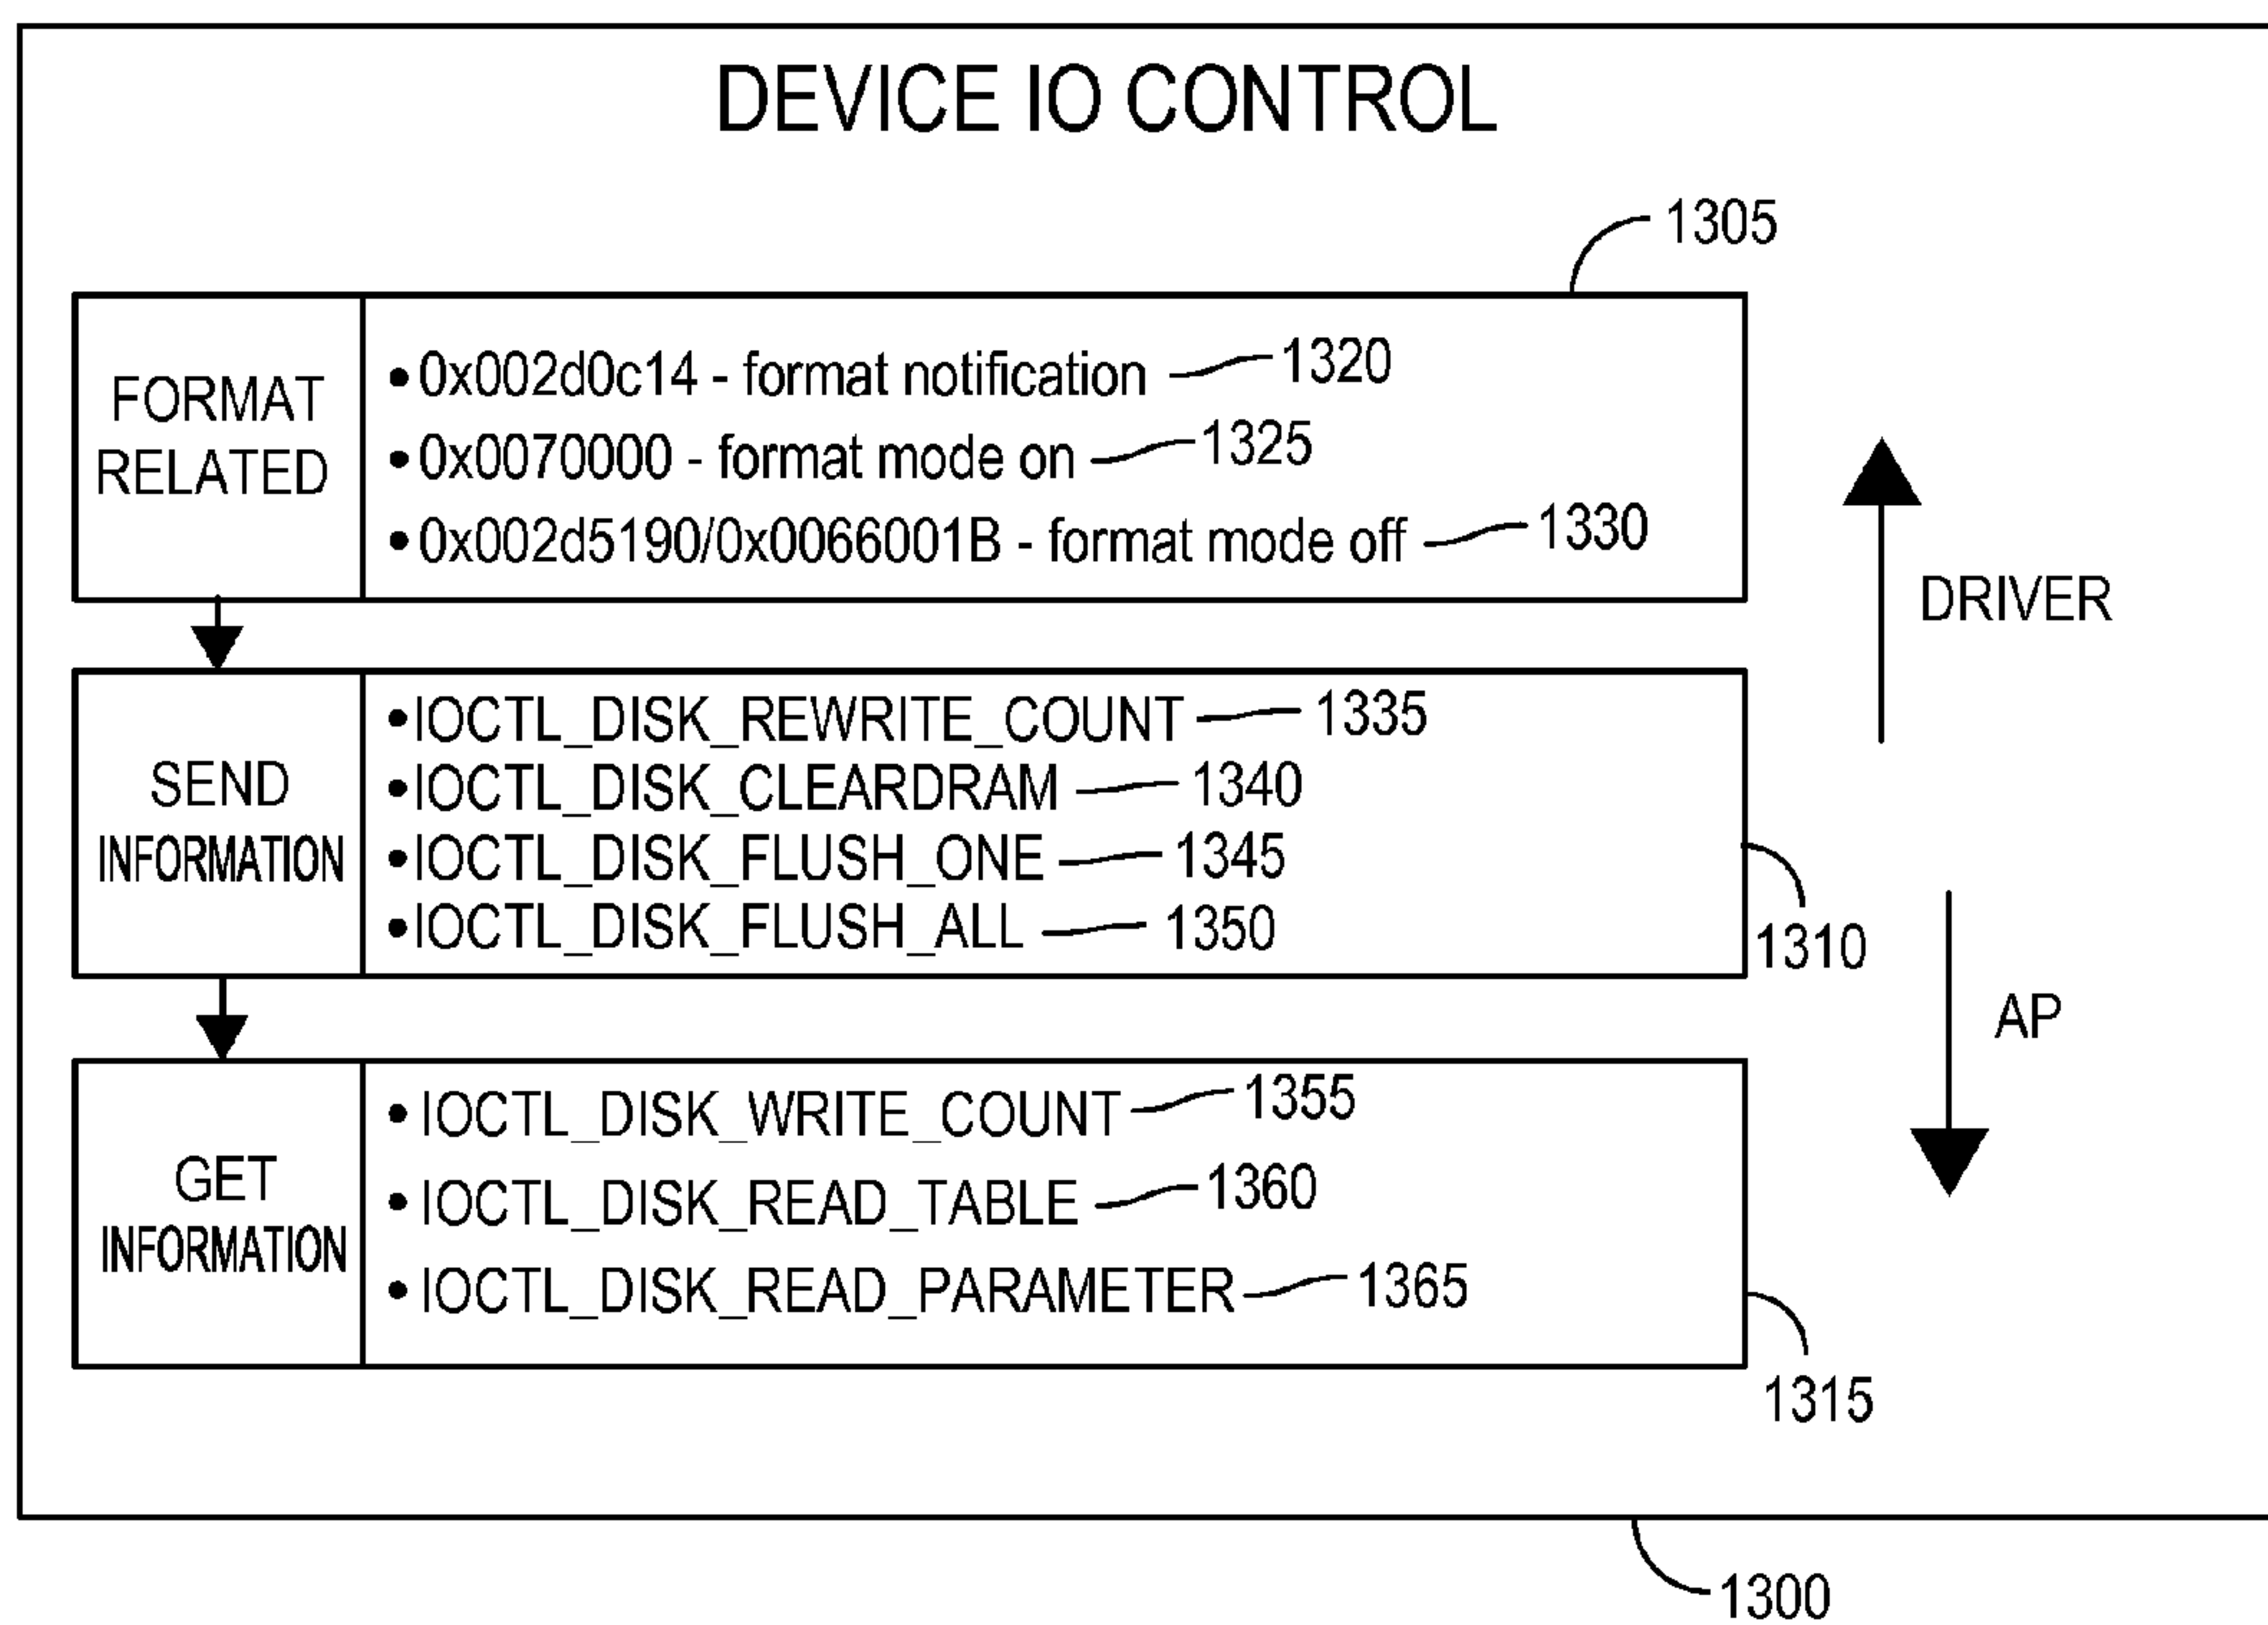 DEVICE IO CONTROL
1305
FORMAT
RELATED
• 0x002d0c14 - format notification 1320
• 0x0070000 - format mode on 1325
• 0x002d5190/0x0066001B - format mode off 1330
DRIVER
SEND
INFORMATION
• IOCTL_DISK_REWRITE_COUNT 1335
• IOCTL_DISK_CLEARDRAM 1340
• IOCTL_DISK_FLUSH_ONE 1345
• IOCTL_DISK_FLUSH_ALL 1350
1310
AP
GET
INFORMATION
• IOCTL_DISK_WRITE_COUNT 1355
• IOCTL_DISK_READ_TABLE 1360
• IOCTL_DISK_READ_PARAMETER 1365
1315
1300